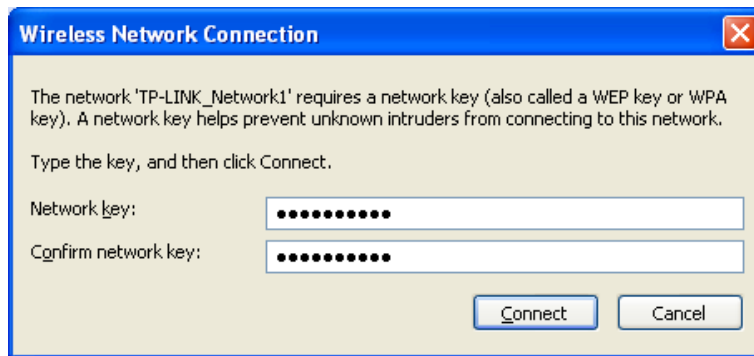 Wireless Network Connection
The network 'TP-LINK_Network1' requires a network key (also called a WEP key or WPA
key). A network key helps prevent unknown intruders from connecting to this network.
Type the key, and then click Connect.
Network key: ●●●●●●●●●●
Confirm network key: ●●●●●●●●●●
Connect Cancel